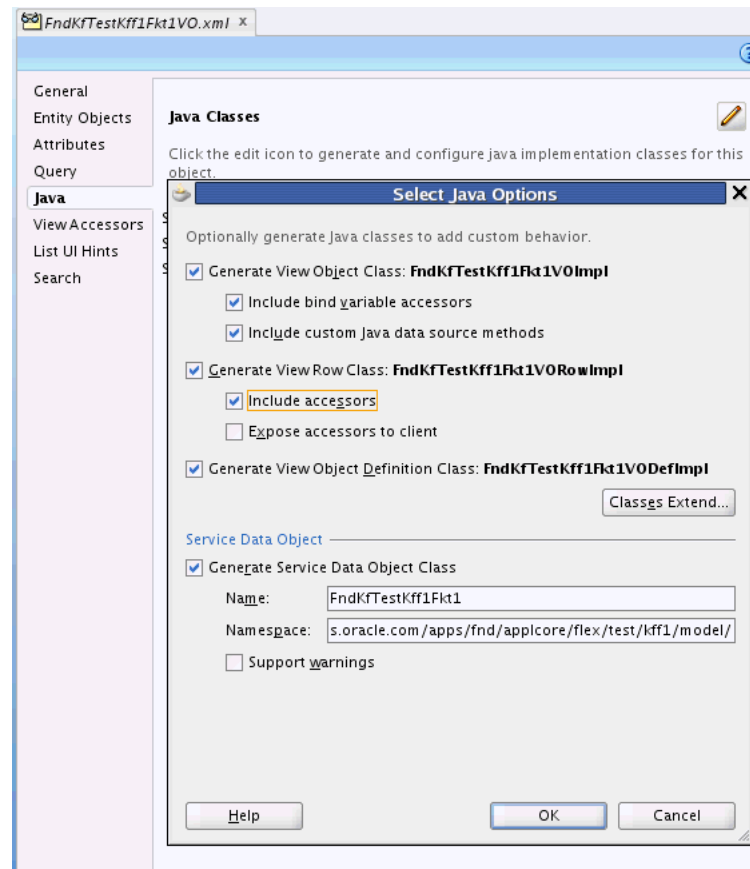 FndKfTestKff1Fkt1VO.xml x
General
Entity Objects
Attributes
Query
Java
View Accessors
List UI Hints
Search
Java Classes
Click the edit icon to generate and configure java implementation classes for this
object.
Select Java Options
Optionally generate Java classes to add custom behavior.
Generate View Object Class: FndKfTestKff1Fkt1VOImpl
Include bind variable accessors
Include custom Java data source methods
Generate View Row Class: FndKfTestKff1Fkt1VORowImpl
Include accessors
Expose accessors to client
Generate View Object Definition Class: FndKfTestKff1Fkt1VODefImpl
Classes Extend...
Service Data Object
Generate Service Data Object Class
Name: FndKfTestKff1Fkt1
Namespace: s.oracle.com/apps/fnd/applcore/flex/test/kff1/model/
Support warnings
Help OK Cancel